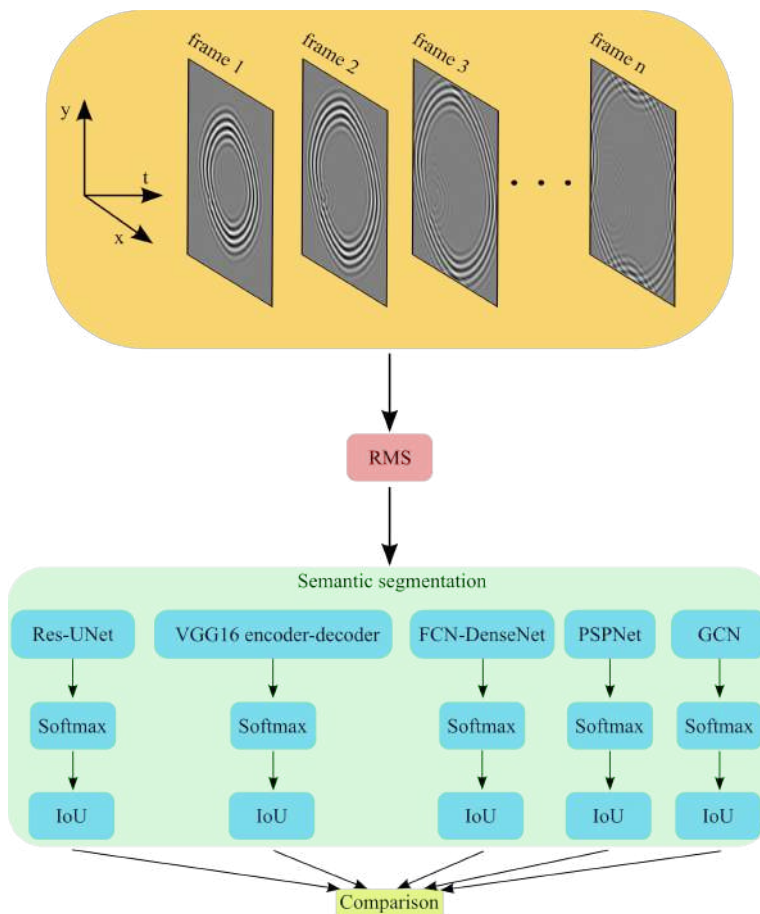 frame 1
frame 2
frame 3
frame n
y
t
x
RMS
Semantic segmentation
Res-UNet
VGG16 encoder-decoder
FCN-DenseNet
PSPNet
GCN
Softmax
Softmax
Softmax
Softmax
Softmax
IoU
IoU
IoU
IoU
IoU
Comparison